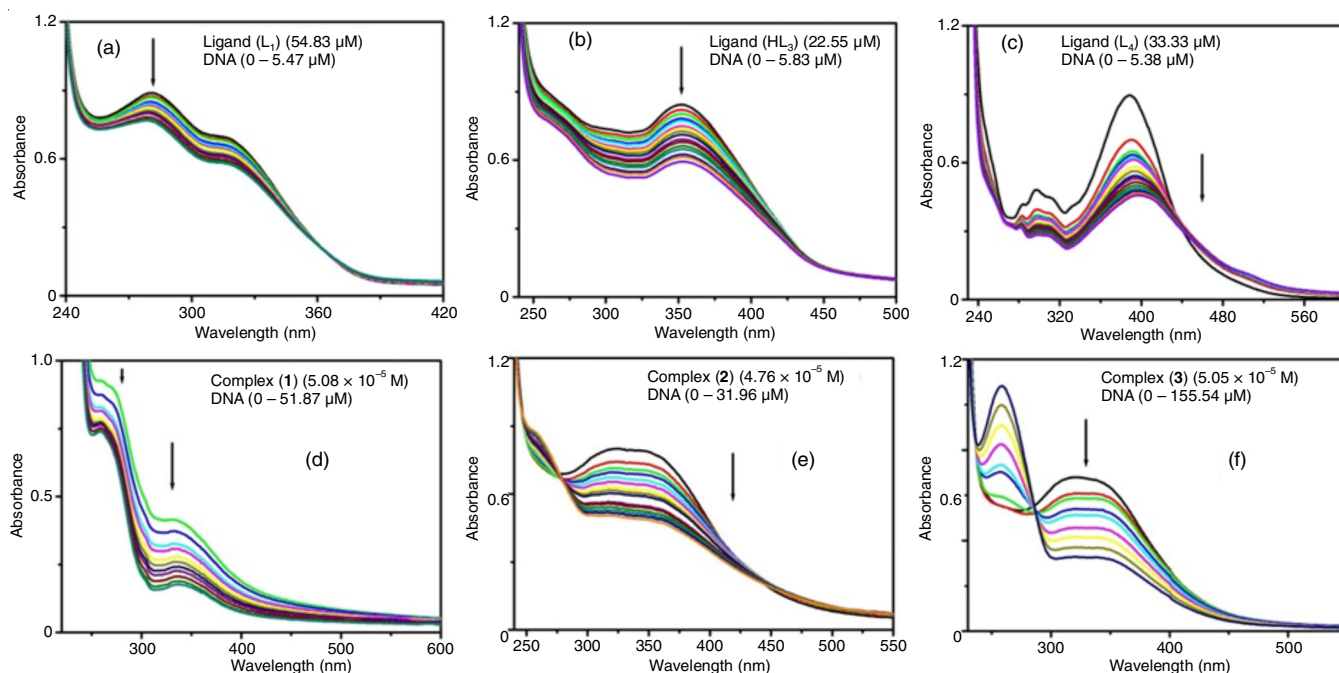 1.2
(a)
Ligand (L₁) (54.83 µM)
DNA (0 – 5.47 µM)
Absorbance
0.6
0
240
300
360
420
Wavelength (nm)
1.2
(b)
Ligand (HL₃) (22.55 µM)
DNA (0 – 5.83 µM)
Absorbance
0.6
0
250
300
350
400
450
500
Wavelength (nm)
1.2
(c)
Ligand (L₄) (33.33 µM)
DNA (0 – 5.38 µM)
Absorbance
0.6
0
240
320
400
480
560
Wavelength (nm)
1.0
Complex (1) (5.08 × 10⁻⁵ M)
DNA (0 – 51.87 µM)
Absorbance
0.5
(d)
0
300
400
500
600
Wavelength (nm)
1.2
Complex (2) (4.76 × 10⁻⁵ M)
DNA (0 – 31.96 µM)
Absorbance
0.6
(e)
0
250
300
350
400
450
500
550
Wavelength (nm)
1.2
Complex (3) (5.05 × 10⁻⁵ M)
DNA (0 – 155.54 µM)
Absorbance
0.6
(f)
0
300
400
500
Wavelength (nm)